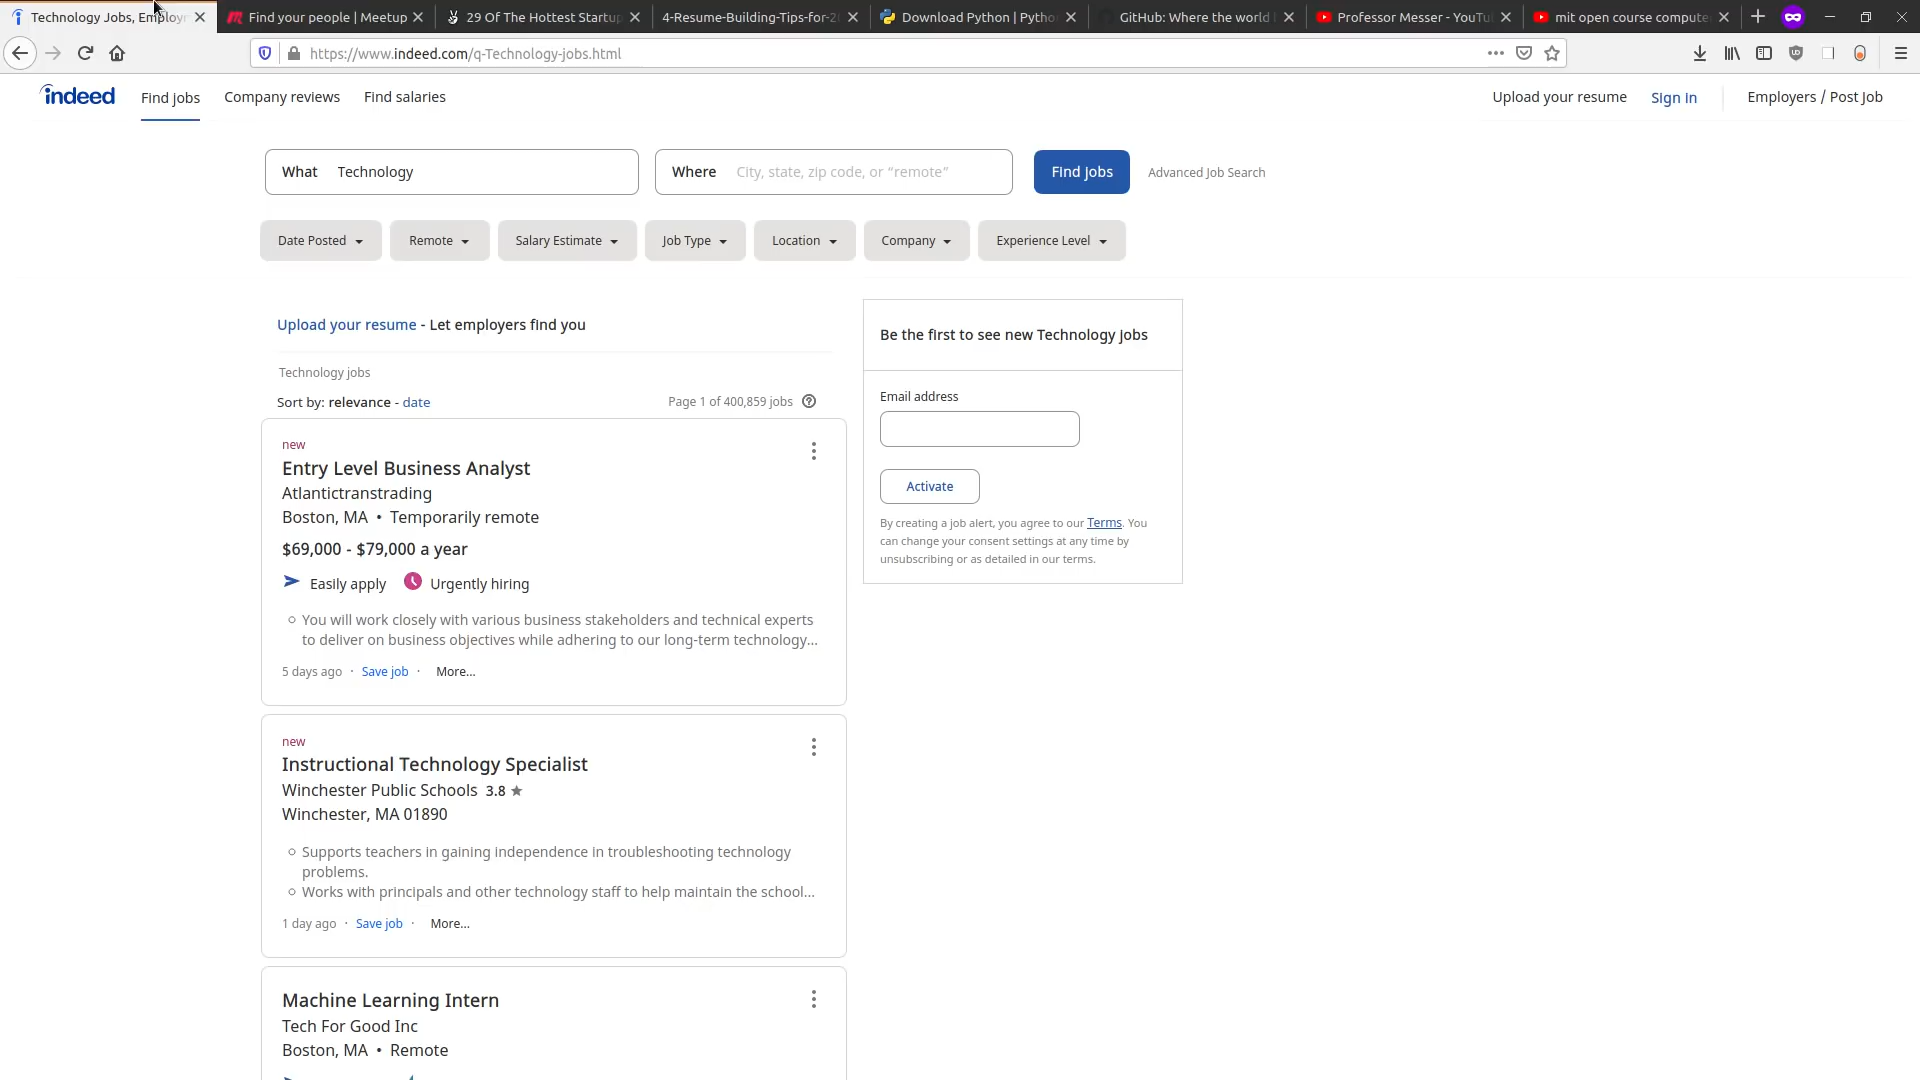 Technology Jobs, Employ
Find your people | Meetup
29 Of The Hottest Startup
4-Resume-Building-Tips-for-2
Download Python | Pytho
GitHub: Where the world
Professor Messer - YouTu
mit open course compute
https://www.indeed.com/q-Technology-jobs.html
indeed
Find jobs
Company reviews
Find salaries
Upload your resume
Sign in
Employers / Post Job
What Technology
Where City, state, zip code, or “remote”
Find jobs
Advanced Job Search
Date Posted
Remote
Salary Estimate
Job Type
Location
Company
Experience Level
Upload your resume - Let employers find you
Technology jobs
Sort by: relevance - date
Page 1 of 400,859 jobs
new
Entry Level Business Analyst
Atlantictranstrading
Boston, MA • Temporarily remote
$69,000 - $79,000 a year
Easily apply
Urgently hiring
You will work closely with various business stakeholders and technical experts
to deliver on business objectives while adhering to our long-term technology...
5 days ago · Save job · More...
new
Instructional Technology Specialist
Winchester Public Schools 3.8
Winchester, MA 01890
Supports teachers in gaining independence in troubleshooting technology
problems.
Works with principals and other technology staff to help maintain the school...
1 day ago · Save job · More...
Machine Learning Intern
Tech For Good Inc
Boston, MA • Remote
Be the first to see new Technology jobs
Email address
Activate
By creating a job alert, you agree to our Terms. You
can change your consent settings at any time by
unsubscribing or as detailed in our terms.